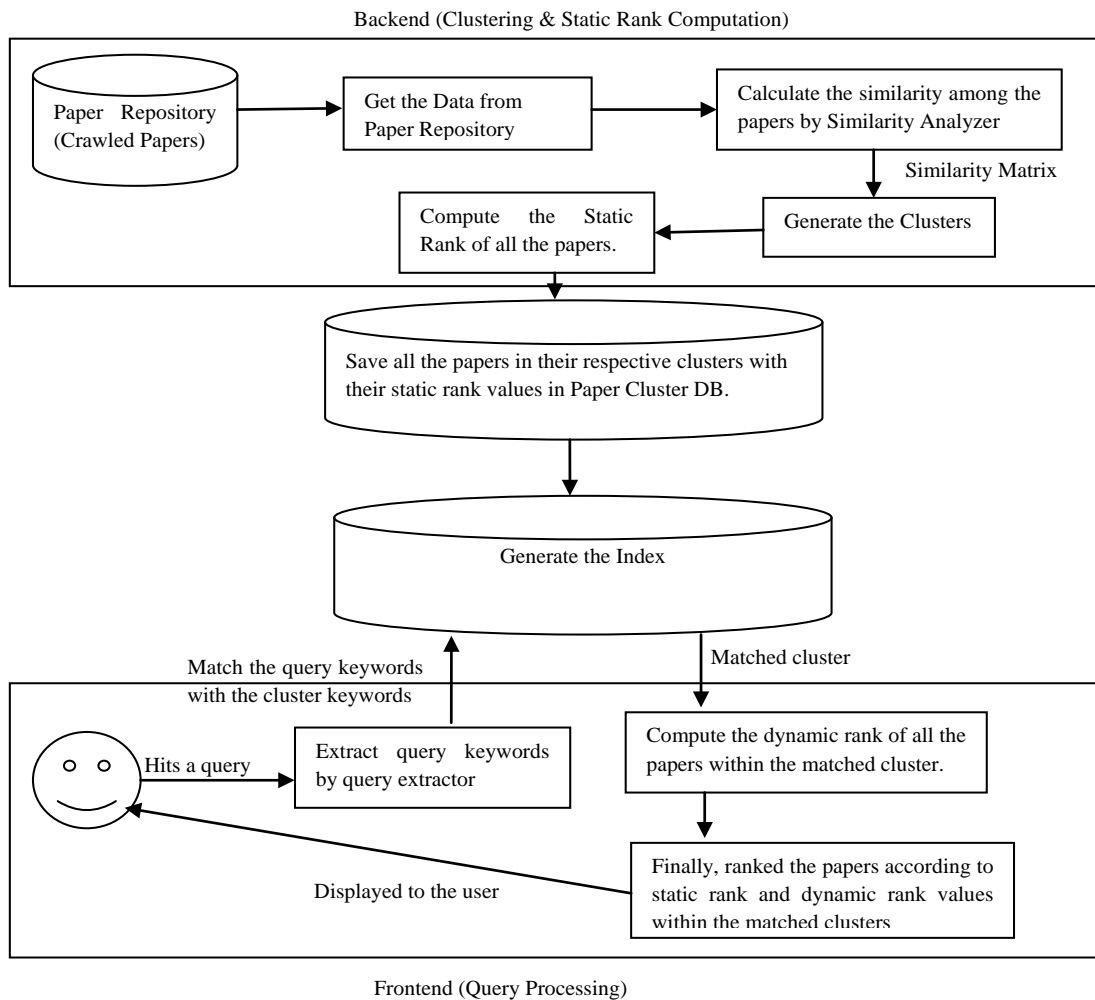 Backend (Clustering & Static Rank Computation)
Paper Repository
(Crawled Papers)
Get the Data from
Paper Repository
Calculate the similarity among the
papers by Similarity Analyzer
Similarity Matrix
Generate the Clusters
Compute the Static
Rank of all the papers.
Save all the papers in their respective clusters with
their static rank values in Paper Cluster DB.
Generate the Index
Match the query keywords
with the cluster keywords
Matched cluster
Hits a query
Extract query keywords
by query extractor
Compute the dynamic rank of all the
papers within the matched cluster.
Finally, ranked the papers according to
static rank and dynamic rank values
within the matched clusters
Displayed to the user
Frontend (Query Processing)